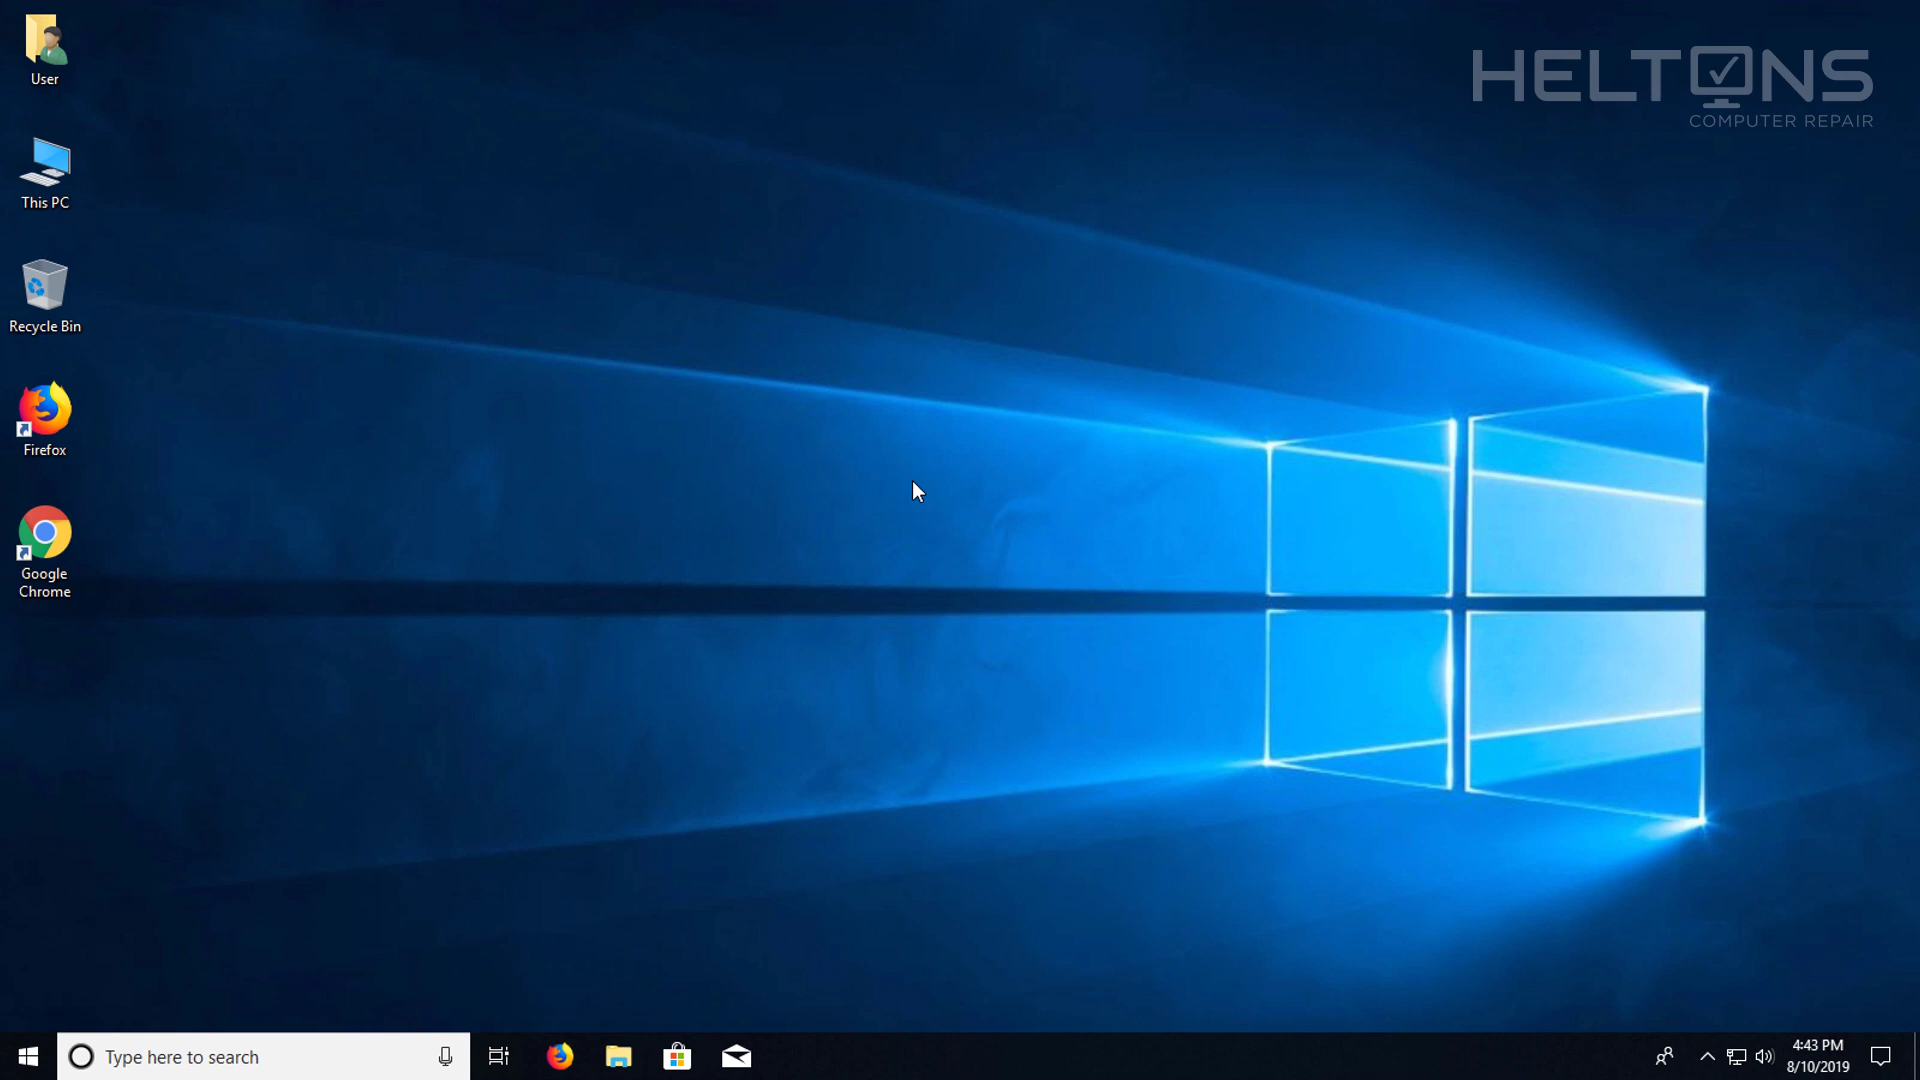 HELTONS
COMPUTER REPAIR
User
This PC
Recycle Bin
Firefox
Google
Chrome
Type here to search
4:43 PM
8/10/2019